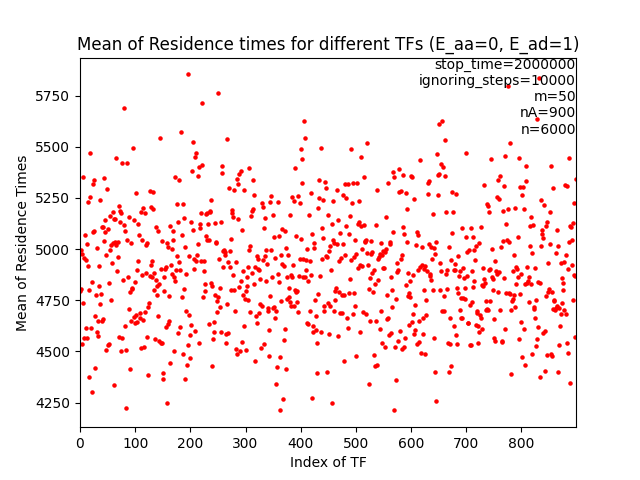 Mean of Residence times for different TFs (E_aa=0, E_ad=1)
stop_time=2000000
ignoring_steps=10000
m=50
nA=900
n=6000
Mean of Residence Times
5750
5500
5250
5000
4750
4500
4250
0 100 200 300 400 500 600 700 800
Index of TF